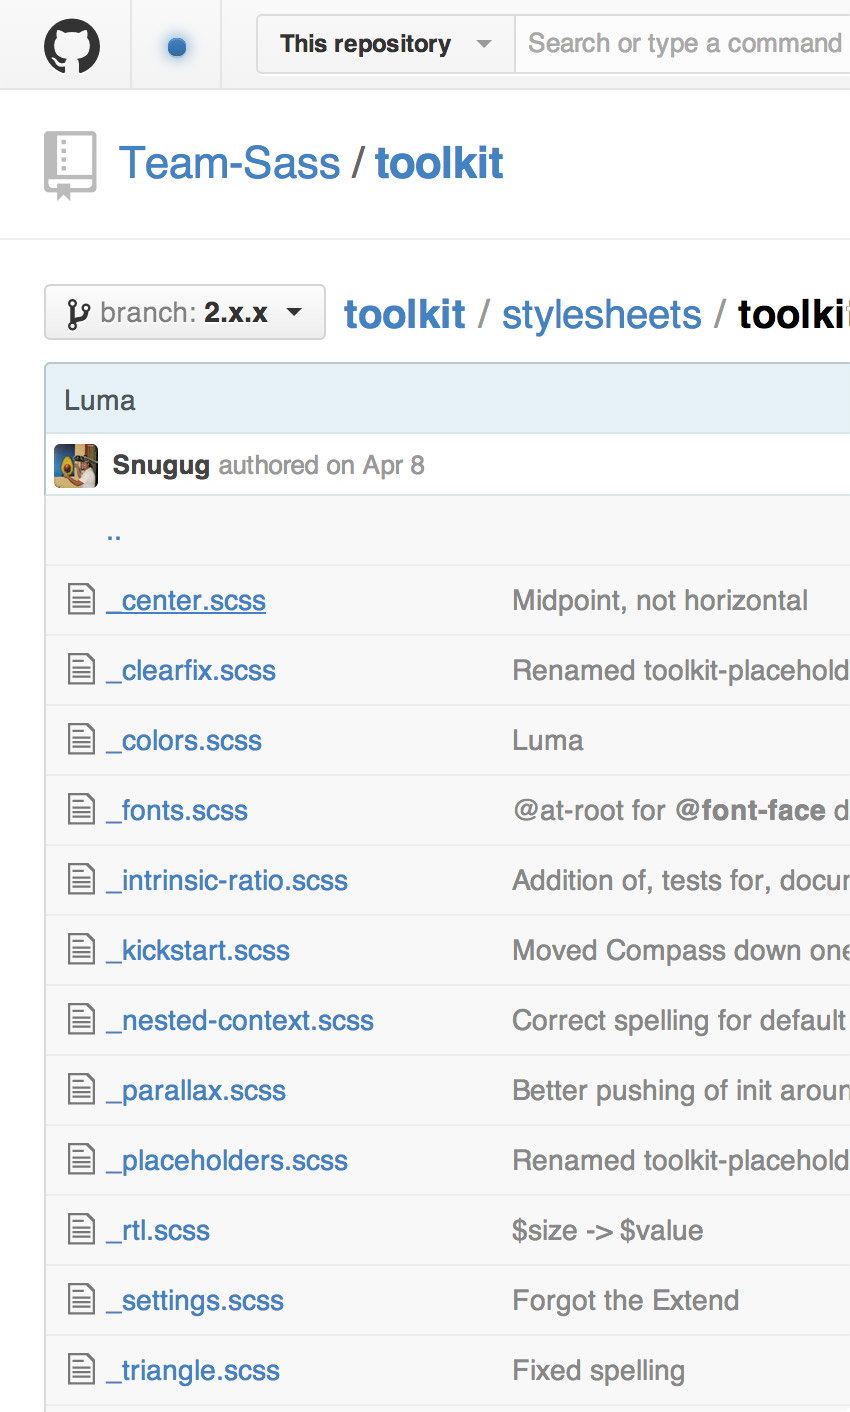 This repository Search or type a command
Team-Sass / toolkit
branch: 2.x.x toolkit / stylesheets / toolki
Luma
Snugug authored on Apr 8
..
_center.scss Midpoint, not horizontal
_clearfix.scss Renamed toolkit-placehold
_colors.scss Luma
_fonts.scss @at-root for @font-face d
_intrinsic-ratio.scss Addition of, tests for, docu
_kickstart.scss Moved Compass down one
_nested-context.scss Correct spelling for default
_parallax.scss Better pushing of init aroun
_placeholders.scss Renamed toolkit-placehold
_rtl.scss $size -> $value
_settings.scss Forgot the Extend
_triangle.scss Fixed spelling